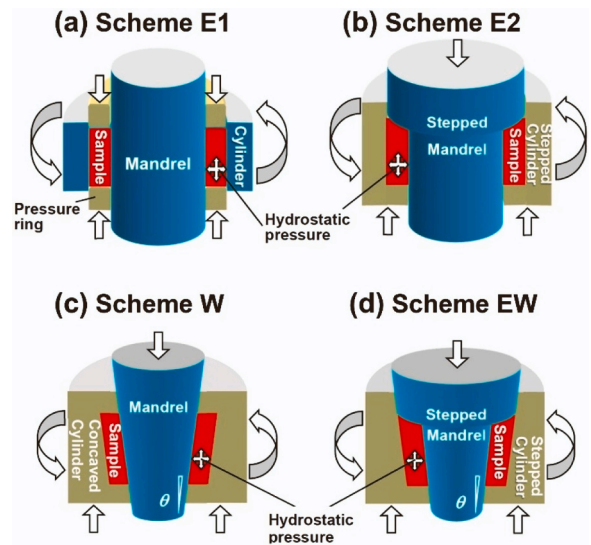 (a) Scheme E1
Sample
Mandrel
Cylinder
Pressure
ring
Hydrostatic
pressure
(b) Scheme E2
Stepped
Mandrel
Sample
Stepped
Cylinder
(c) Scheme W
Mandrel
Concaved
Cylinder
Sample
θ
Hydrostatic
pressure
(d) Scheme EW
Stepped
Mandrel
Sample
Stepped
Cylinder
θ